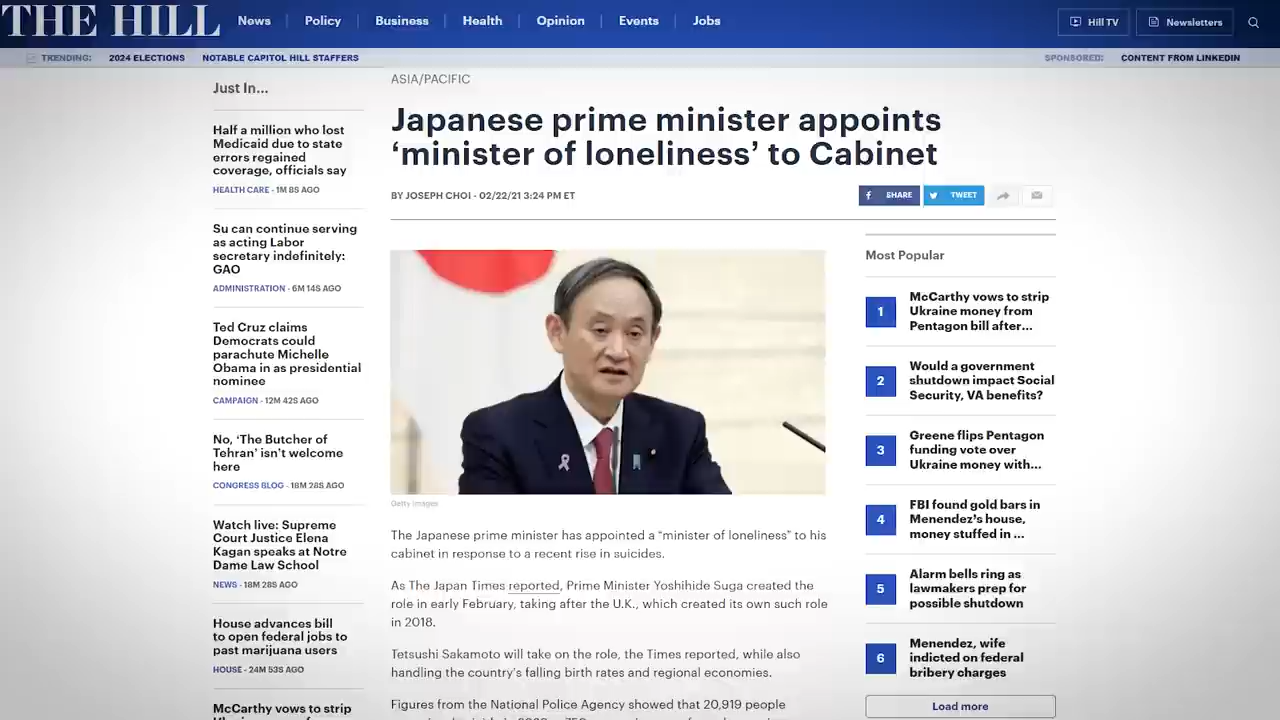 THE HILL
News
Policy
Business
Health
Opinion
Events
Jobs
Hill TV
Newsletters
TRENDING:
2024 ELECTIONS
NOTABLE CAPITOL HILL STAFFERS
SPONSORED:
CONTENT FROM LINKEDIN
Just In...
Half a million who lost
Medicaid due to state
errors regained
coverage, officials say
HEALTH CARE - 1M 8S AGO
Su can continue serving
as acting Labor
secretary indefinitely:
GAO
ADMINISTRATION - 6M 14S AGO
Ted Cruz claims
Democrats could
parachute Michelle
Obama in as presidential
nominee
CAMPAIGN - 12M 42S AGO
No, ‘The Butcher of
Tehran’ isn’t welcome
here
CONGRESS BLOG - 18M 28S AGO
Watch live: Supreme
Court Justice Elena
Kagan speaks at Notre
Dame Law School
NEWS - 18M 28S AGO
House advances bill
to open federal jobs to
past marijuana users
HOUSE - 24M 53S AGO
McCarthy vows to strip
ASIA/PACIFIC
Japanese prime minister appoints
‘minister of loneliness’ to Cabinet
BY JOSEPH CHOI - 02/22/21 3:24 PM ET
SHARE
TWEET
Getty Images
The Japanese prime minister has appointed a “minister of loneliness” to his
cabinet in response to a recent rise in suicides.
As The Japan Times reported, Prime Minister Yoshihide Suga created the
role in early February, taking after the U.K., which created its own such role
in 2018.
Tetsushi Sakamoto will take on the role, the Times reported, while also
handling the country’s falling birth rates and regional economies.
Figures from the National Police Agency showed that 20,919 people
Most Popular
1
McCarthy vows to strip
Ukraine money from
Pentagon bill after...
2
Would a government
shutdown impact Social
Security, VA benefits?
3
Greene flips Pentagon
funding vote over
Ukraine money with...
4
FBI found gold bars in
Menendez’s house,
money stuffed in ...
5
Alarm bells ring as
lawmakers prep for
possible shutdown
6
Menendez, wife
indicted on federal
bribery charges
Load more